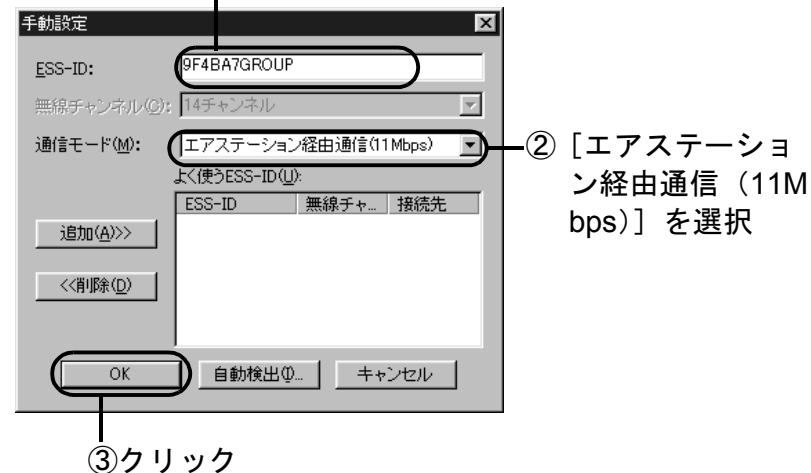 手動設定
ESS-ID: 9F4BA7GROUP
無線チャンネル(C): 14チャンネル
通信モード(M): エアステーション経由通信(11Mbps)
よく使うESS-ID(U):
ESS-ID 無線チャ... 接続先
追加(A)>>
<<削除(D)
OK 自動検出(I)... キャンセル
②［エアステーショ
ン経由通信（11M
bps）］を選択
③クリック